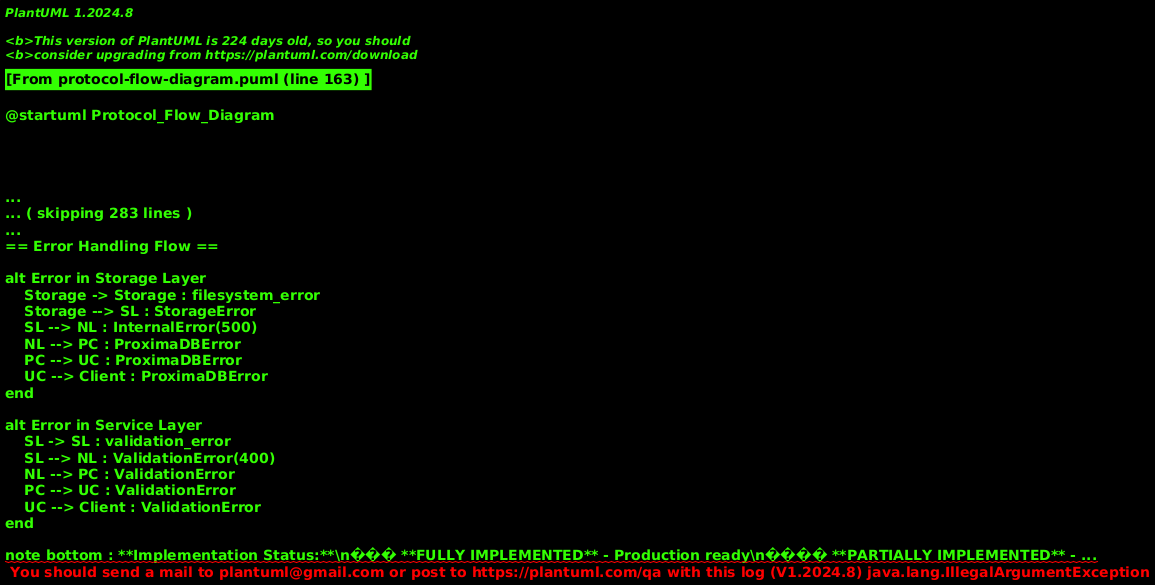 PlantUML 1.2024.8
<b>This version of PlantUML is 224 days old, so you should
<b>consider upgrading from https://plantuml.com/download
[From protocol-flow-diagram.puml (line 163) ]
@startuml Protocol_Flow_Diagram
...
... ( skipping 283 lines )
...
== Error Handling Flow ==
alt Error in Storage Layer
Storage -> Storage : filesystem_error
Storage --> SL : StorageError
SL --> NL : InternalError(500)
NL --> PC : ProximaDBError
PC --> UC : ProximaDBError
UC --> Client : ProximaDBError
end
alt Error in Service Layer
SL -> SL : validation_error
SL --> NL : ValidationError(400)
NL --> PC : ValidationError
PC --> UC : ValidationError
UC --> Client : ValidationError
end
note bottom : **Implementation Status:**\n��� **FULLY IMPLEMENTED** - Production ready\n���� **PARTIALLY IMPLEMENTED** - ...
You should send a mail to plantuml@gmail.com or post to https://plantuml.com/qa with this log (V1.2024.8) java.lang.IllegalArgumentException